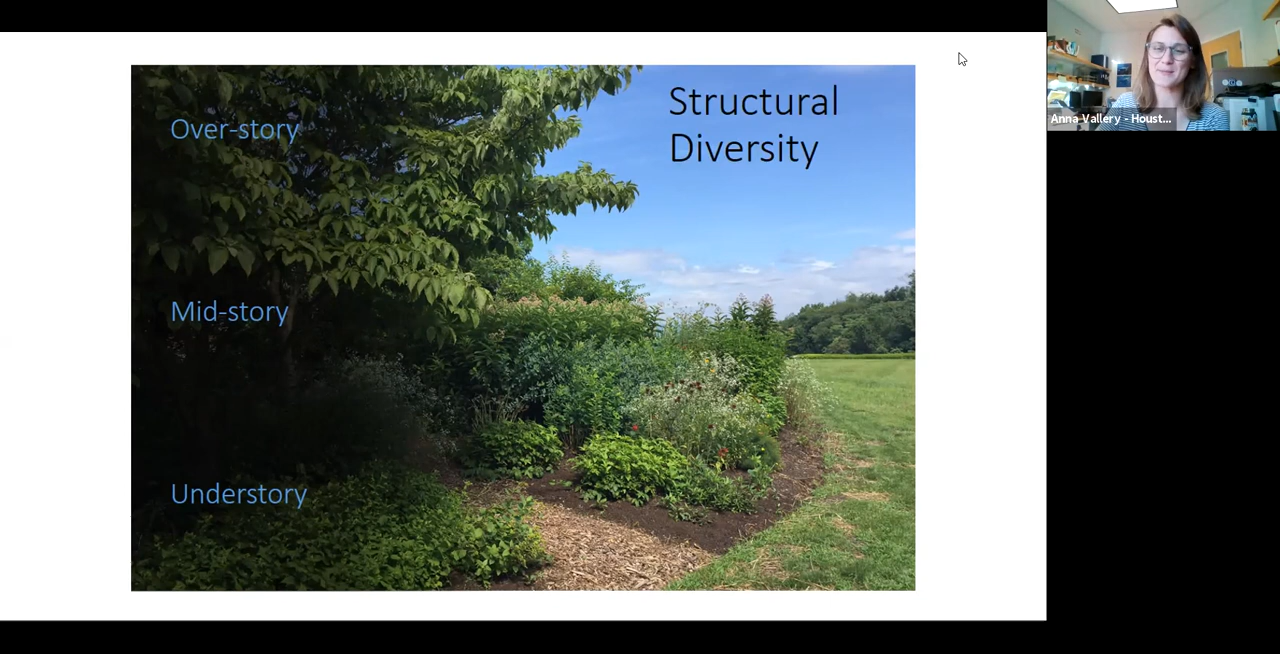 Structural
Diversity
Over-story
Mid-story
Understory
Anna Vallery - Houst...